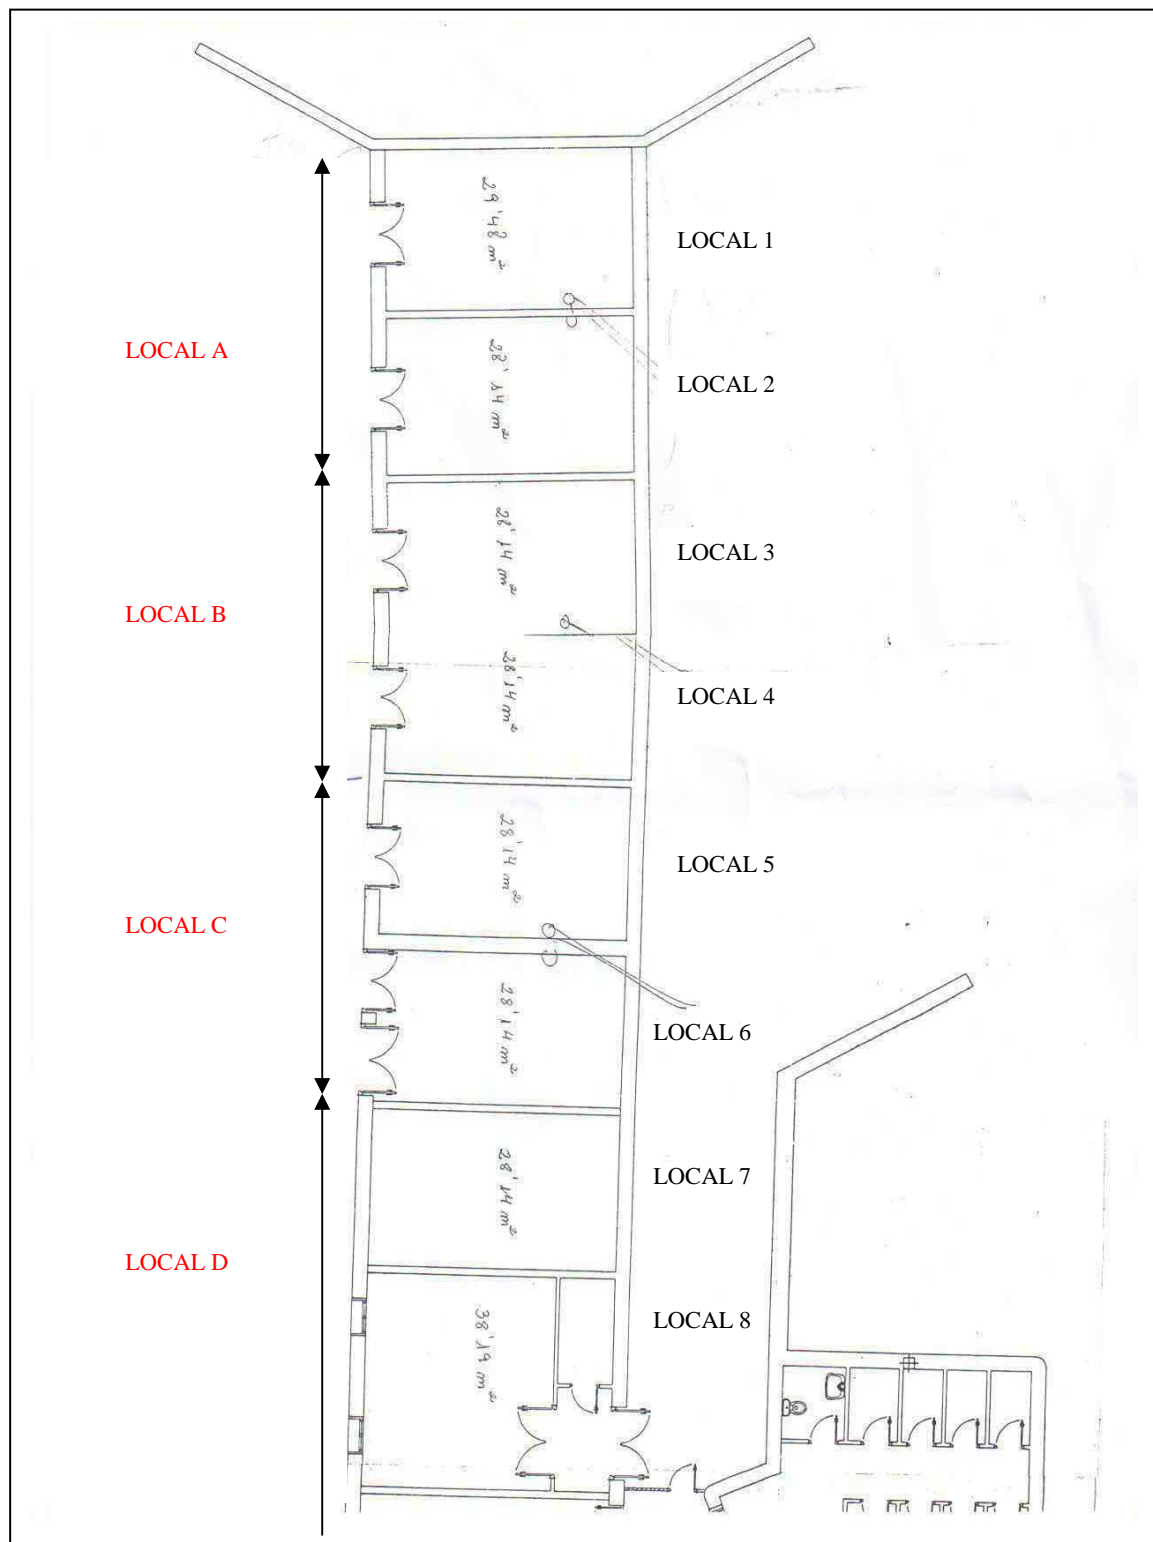 29'48 m²
LOCAL 1
LOCAL A
28'14 m²
LOCAL 2
28'14 m²
LOCAL 3
LOCAL B
28'14 m²
LOCAL 4
28'14 m²
LOCAL 5
LOCAL C
28'14 m²
LOCAL 6
28'14 m²
LOCAL 7
LOCAL D
38'19 m²
LOCAL 8